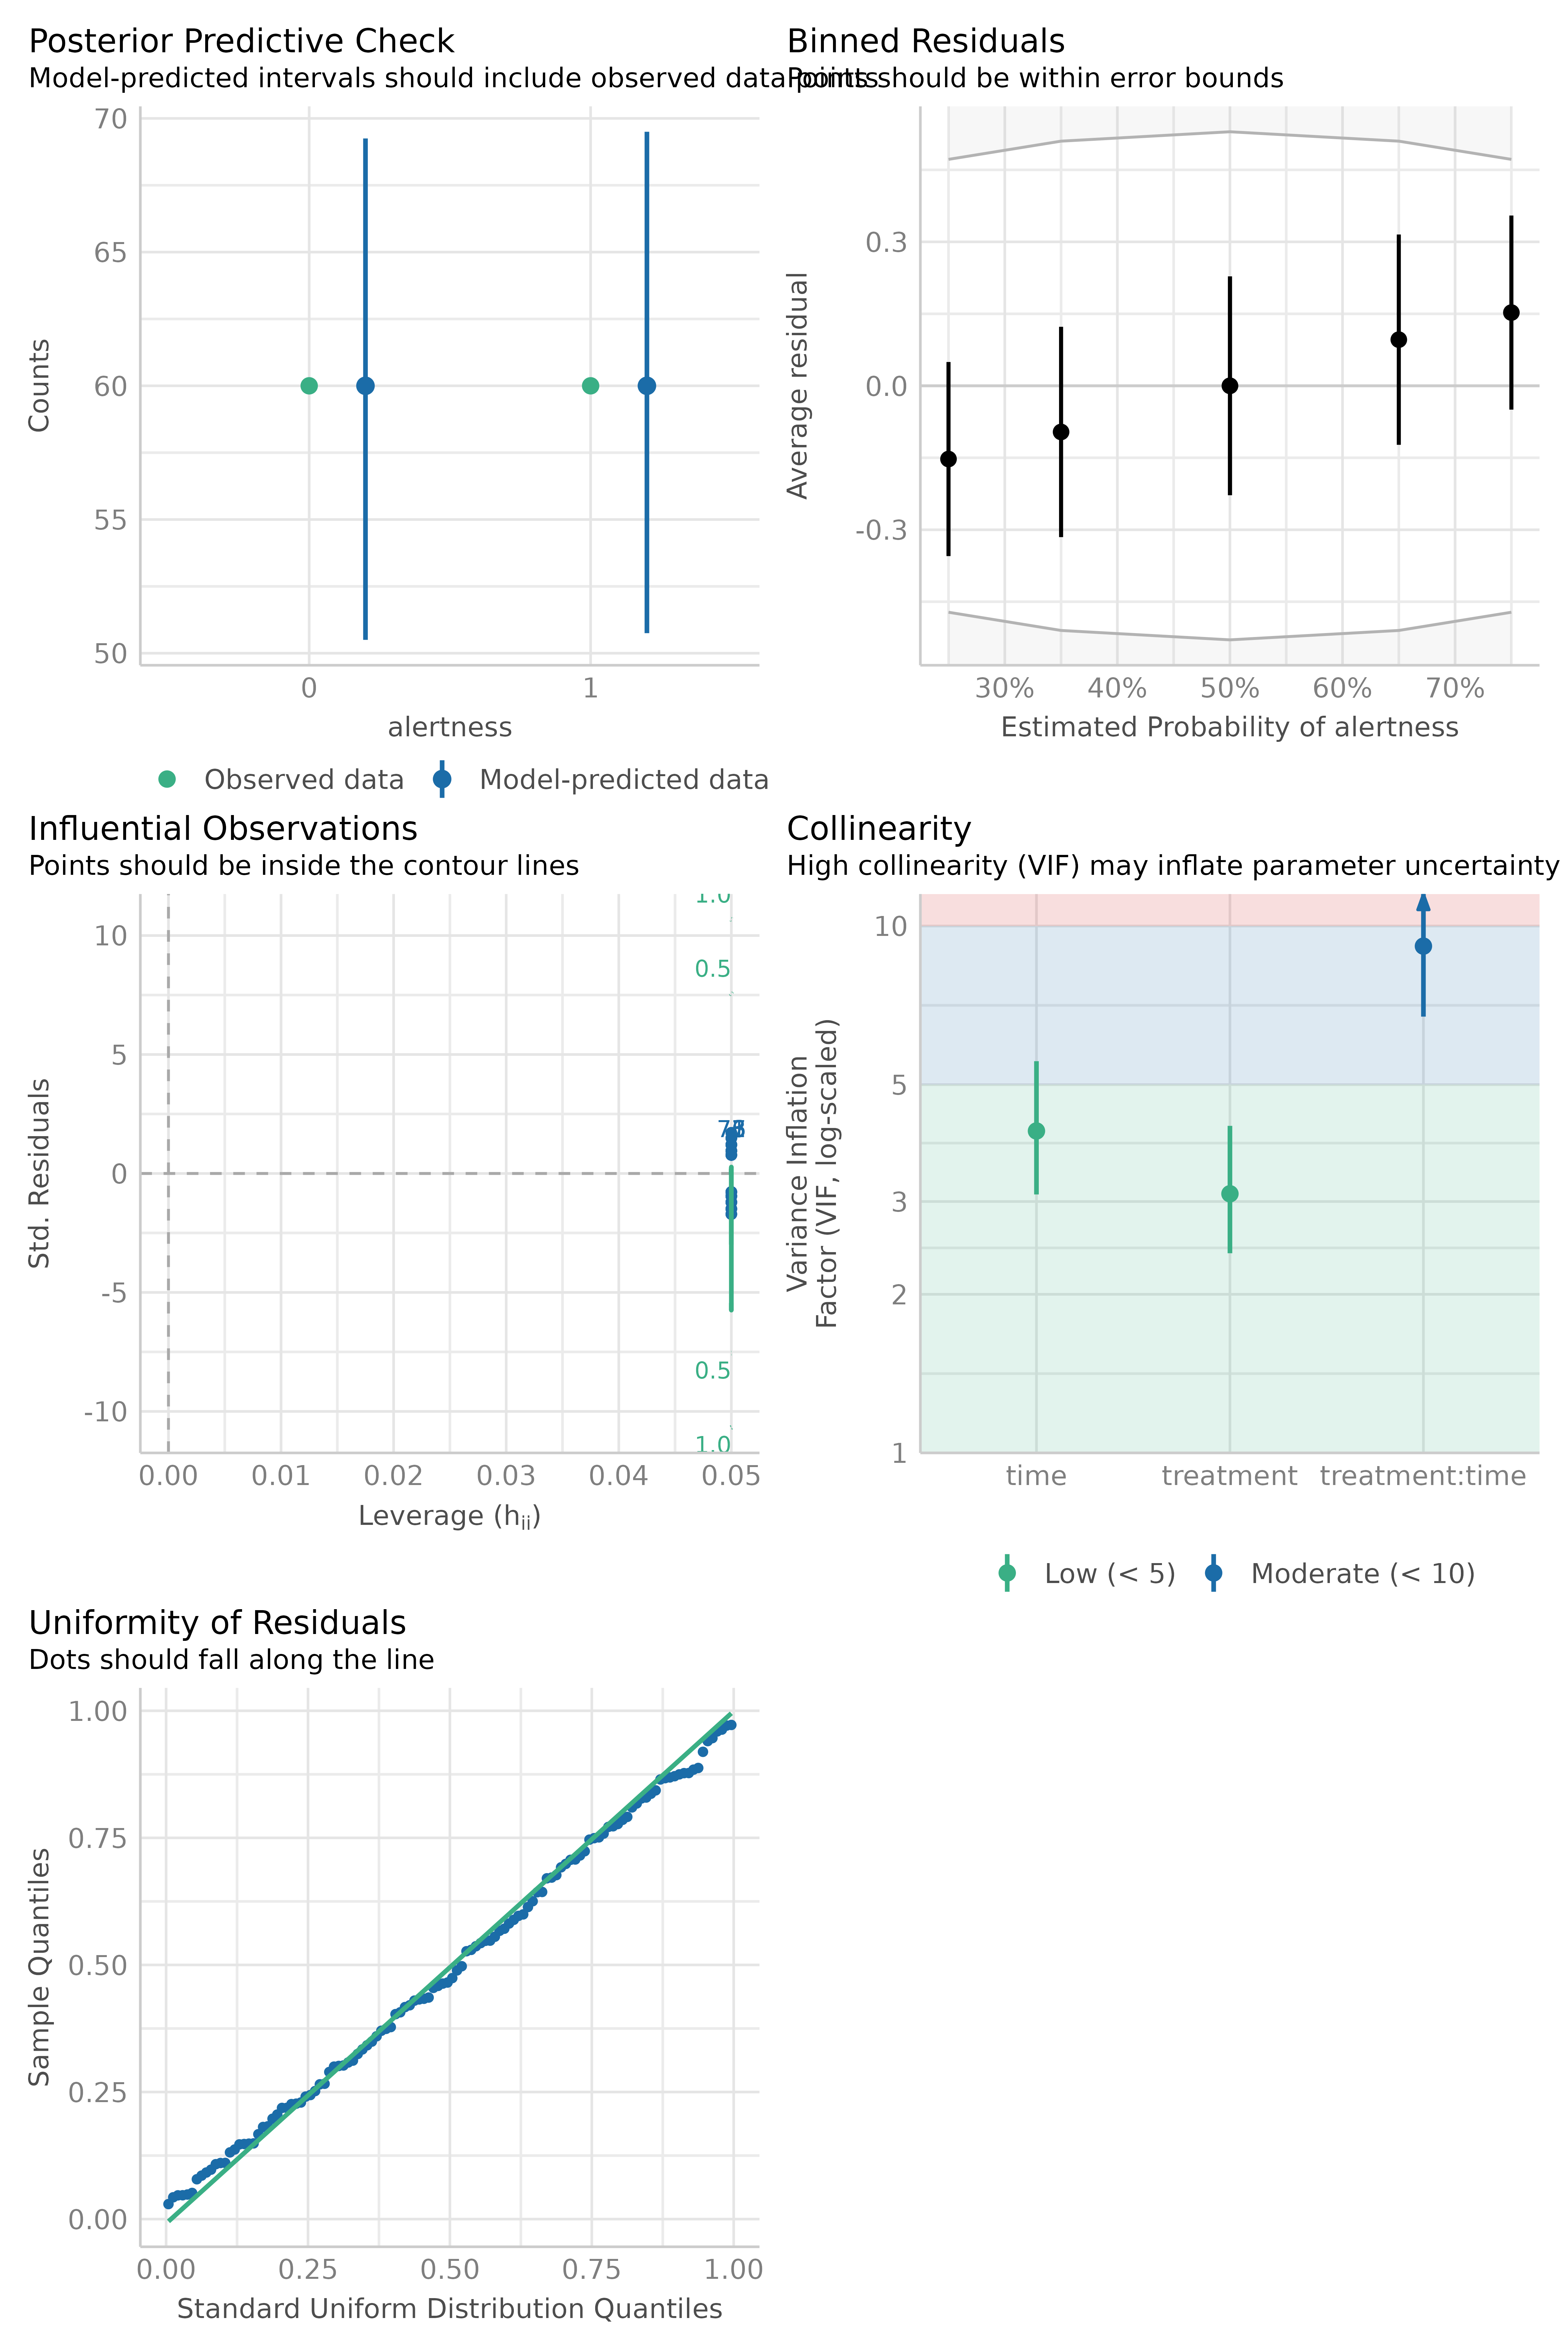 Posterior Predictive Check
Model-predicted intervals should include observed data points
70
65
60
55
50
Counts
0 1
alertness
Observed data Model-predicted data
Binned Residuals
Points should be within error bounds
0.3
0.0
-0.3
Average residual
30% 40% 50% 60% 70%
Estimated Probability of alertness
Influential Observations
Points should be inside the contour lines
10
5
0
-5
-10
Std. Residuals
1.0
0.5
0.5
1.0
0.00 0.01 0.02 0.03 0.04 0.05
Leverage (hii)
Collinearity
High collinearity (VIF) may inflate parameter uncertainty
10
5
3
2
1
Variance Inflation
Factor (VIF, log-scaled)
time treatment treatment:time
Low (< 5) Moderate (< 10)
Uniformity of Residuals
Dots should fall along the line
1.00
0.75
0.50
0.25
0.00
Sample Quantiles
0.00 0.25 0.50 0.75 1.00
Standard Uniform Distribution Quantiles